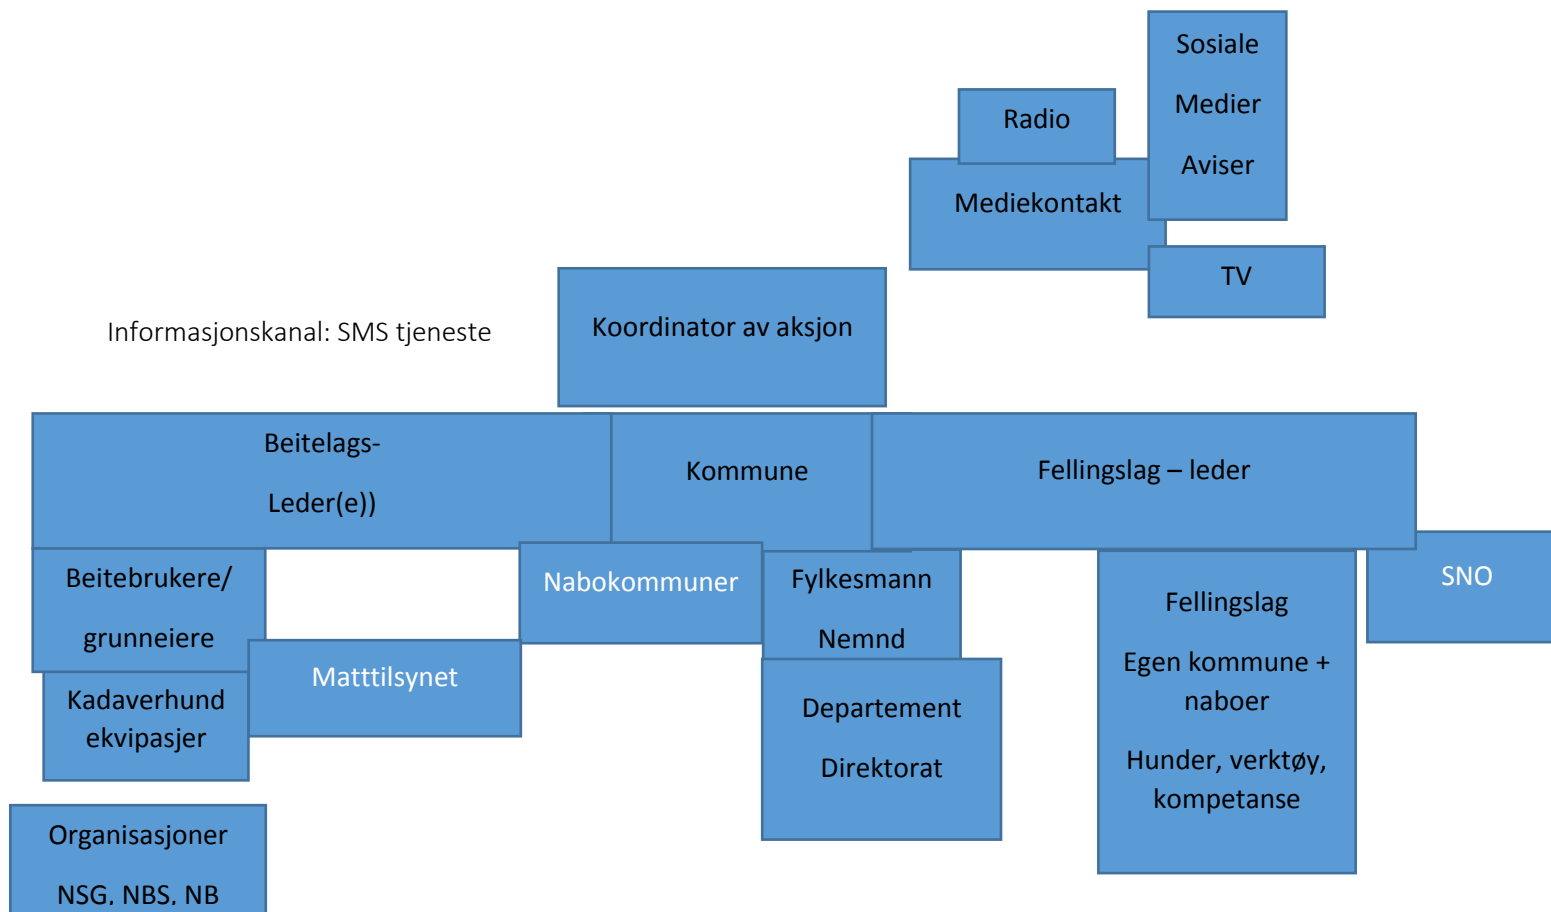 Sosiale
Medier
Aviser
Radio
Mediekontakt
TV
Informasjonskanal: SMS tjeneste
Koordinator av aksjon
Beitelags-
Leder(e))
Kommune
Fellingslag – leder
Beitebrukere/
grunneiere
Nabokommuner
Fylkesmann
Nemnd
SNO
Matttilsynet
Kadaverhund
ekvipasjer
Departement
Direktorat
Fellingslag
Egen kommune +
naboer
Hunder, verktøy,
kompetanse
Organisasjoner
NSG, NBS, NB